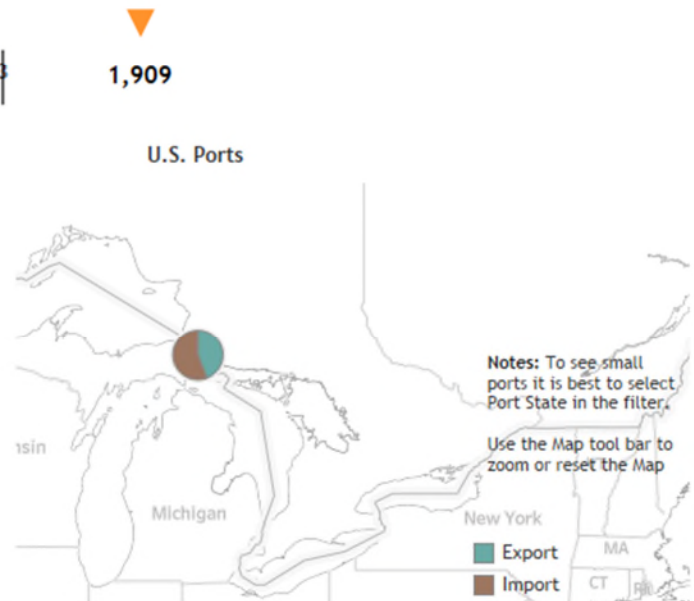 1,909
U.S. Ports
Notes: To see small
ports it is best to select
Port State in the filter.
Use the Map tool bar to
zoom or reset the Map
nsin
Michigan
New York
Export
MA
Import
CT